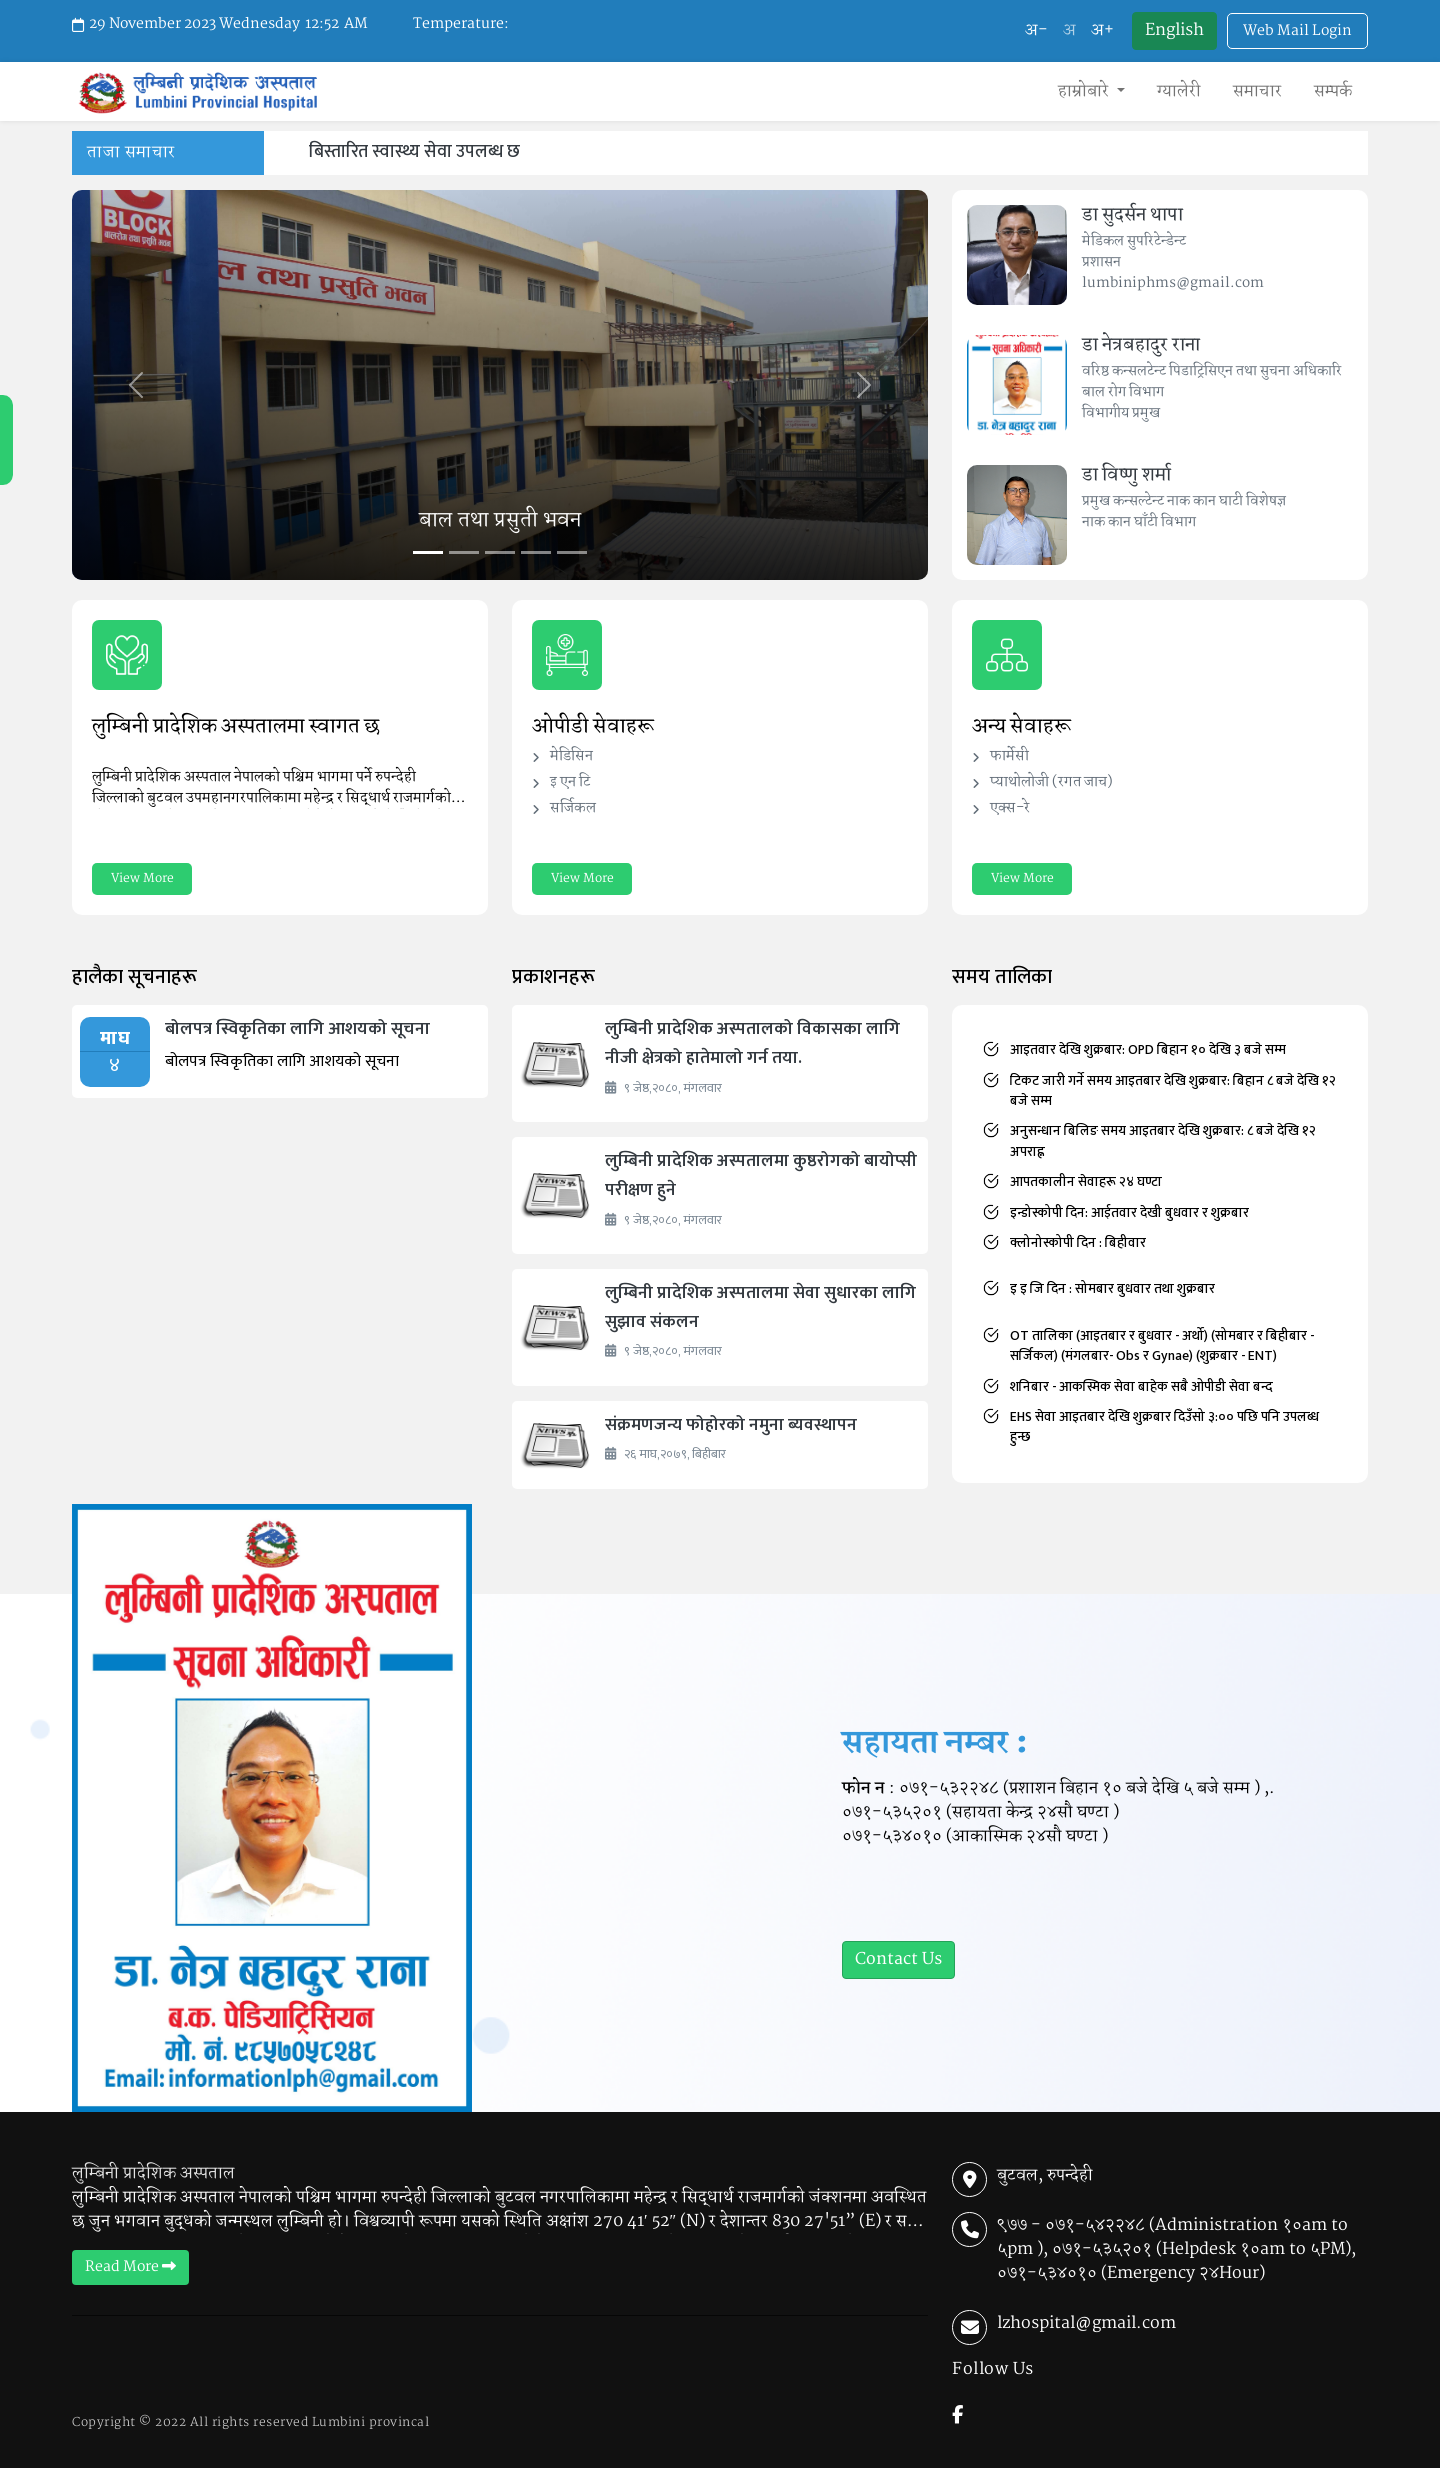 29 November 2023 Wednesday 12:52 AM
Temperature:
अ-
अ
अ+
English
Web Mail Login
लुम्बिनी प्रादेशिक अस्पताल
Lumbini Provincial Hospital
हाम्रोबारे
ग्यालेरी
समाचार
सम्पर्क
ताजा समाचार
बिस्तारित स्वास्थ्य सेवा उपलब्ध छ
C
BLOCK
बालरोग तथा प्रसुति भवन
ल तथा प्रसुति भवन
बाल तथा प्रसुती भवन
डा सुदर्सन थापा
मेडिकल सुपरिटेन्डेन्ट
प्रशासन
lumbiniphms@gmail.com
सूचना अधिकारी
डा. नेत्र बहादुर राना
डा नेत्रबहादुर राना
वरिष्ठ कन्सलटेन्ट पिडाट्रिसिएन तथा सुचना अधिकारि
बाल रोग विभाग
विभागीय प्रमुख
डा विष्णु शर्मा
प्रमुख कन्सल्टेन्ट नाक कान घाटी विशेषज्ञ
नाक कान घाँटी विभाग
लुम्बिनी प्रादेशिक अस्पतालमा स्वागत छ
लुम्बिनी प्रादेशिक अस्पताल नेपालको पश्चिम भागमा पर्ने रुपन्देही
जिल्लाको बुटवल उपमहानगरपालिकामा महेन्द्र र सिद्धार्थ राजमार्गको...
View More
ओपीडी सेवाहरू
मेडिसिन
इ एन टि
सर्जिकल
View More
अन्य सेवाहरू
फार्मेसी
प्याथोलोजी (रगत जाच)
एक्स-रे
View More
हालैका सूचनाहरू
माघ
४
बोलपत्र स्विकृतिका लागि आशयको सूचना
बोलपत्र स्विकृतिका लागि आशयको सूचना
प्रकाशनहरू
NEWS
लुम्बिनी प्रादेशिक अस्पतालको विकासका लागि
नीजी क्षेत्रको हातेमालो गर्न तया.
९ जेष्ठ,२०८०, मंगलवार
NEWS
लुम्बिनी प्रादेशिक अस्पतालमा कुष्ठरोगको बायोप्सी
परीक्षण हुने
९ जेष्ठ,२०८०, मंगलवार
NEWS
लुम्बिनी प्रादेशिक अस्पतालमा सेवा सुधारका लागि
सुझाव संकलन
९ जेष्ठ,२०८०, मंगलवार
NEWS
संक्रमणजन्य फोहोरको नमुना ब्यवस्थापन
२६ माघ,२०७९, बिहीबार
समय तालिका
आइतवार देखि शुक्रबार: OPD बिहान १० देखि ३ बजे सम्म
टिकट जारी गर्ने समय आइतबार देखि शुक्रबार: बिहान ८ बजे देखि १२
बजे सम्म
अनुसन्धान बिलिङ समय आइतबार देखि शुक्रबार: ८ बजे देखि १२
अपराह्न
आपतकालीन सेवाहरू २४ घण्टा
इन्डोस्कोपी दिन: आईतवार देखी बुधवार र शुक्रबार
क्लोनोस्कोपी दिन : बिहीवार
इ इ जि दिन : सोमबार बुधवार तथा शुक्रबार
OT तालिका (आइतबार र बुधवार - अर्थो) (सोमबार र बिहीबार -
सर्जिकल) (मंगलबार- Obs र Gynae) (शुक्रबार - ENT)
शनिबार - आकस्मिक सेवा बाहेक सबै ओपीडी सेवा बन्द
EHS सेवा आइतबार देखि शुक्रबार दिउँसो ३:०० पछि पनि उपलब्ध
हुन्छ
लुम्बिनी प्रादेशिक अस्पताल
सूचना अधिकारी
डा. नेत्र बहादुर राना
ब.क. पेडियाट्रिसियन
मो. नं. ९८५७०५८२४८
Email: informationlph@gmail.com
सहायता नम्बर :
फोन न : ०७१-५३२२४८ (प्रशाशन बिहान १० बजे देखि ५ बजे सम्म ) ,.
०७१-५३५२०१ (सहायता केन्द्र २४सौ घण्टा )
०७१-५३४०१० (आकास्मिक २४सौ घण्टा )
Contact Us
लुम्बिनी प्रादेशिक अस्पताल
लुम्बिनी प्रादेशिक अस्पताल नेपालको पश्चिम भागमा रुपन्देही जिल्लाको बुटवल नगरपालिकामा महेन्द्र र सिद्धार्थ राजमार्गको जंक्शनमा अवस्थित
छ जुन भगवान बुद्धको जन्मस्थल लुम्बिनी हो। विश्वव्यापी रूपमा यसको स्थिति अक्षांश 270 41' 52″ (N) र देशान्तर 830 27'51” (E) र स...
Read More
बुटवल, रुपन्देही
९७७ - ०७१-५४२२४८ (Administration १०am to
५pm ), ०७१-५३५२०१ (Helpdesk १०am to ५PM),
०७१-५३४०१० (Emergency २४Hour)
lzhospital@gmail.com
Follow Us
Copyright © 2022 All rights reserved Lumbini provincal